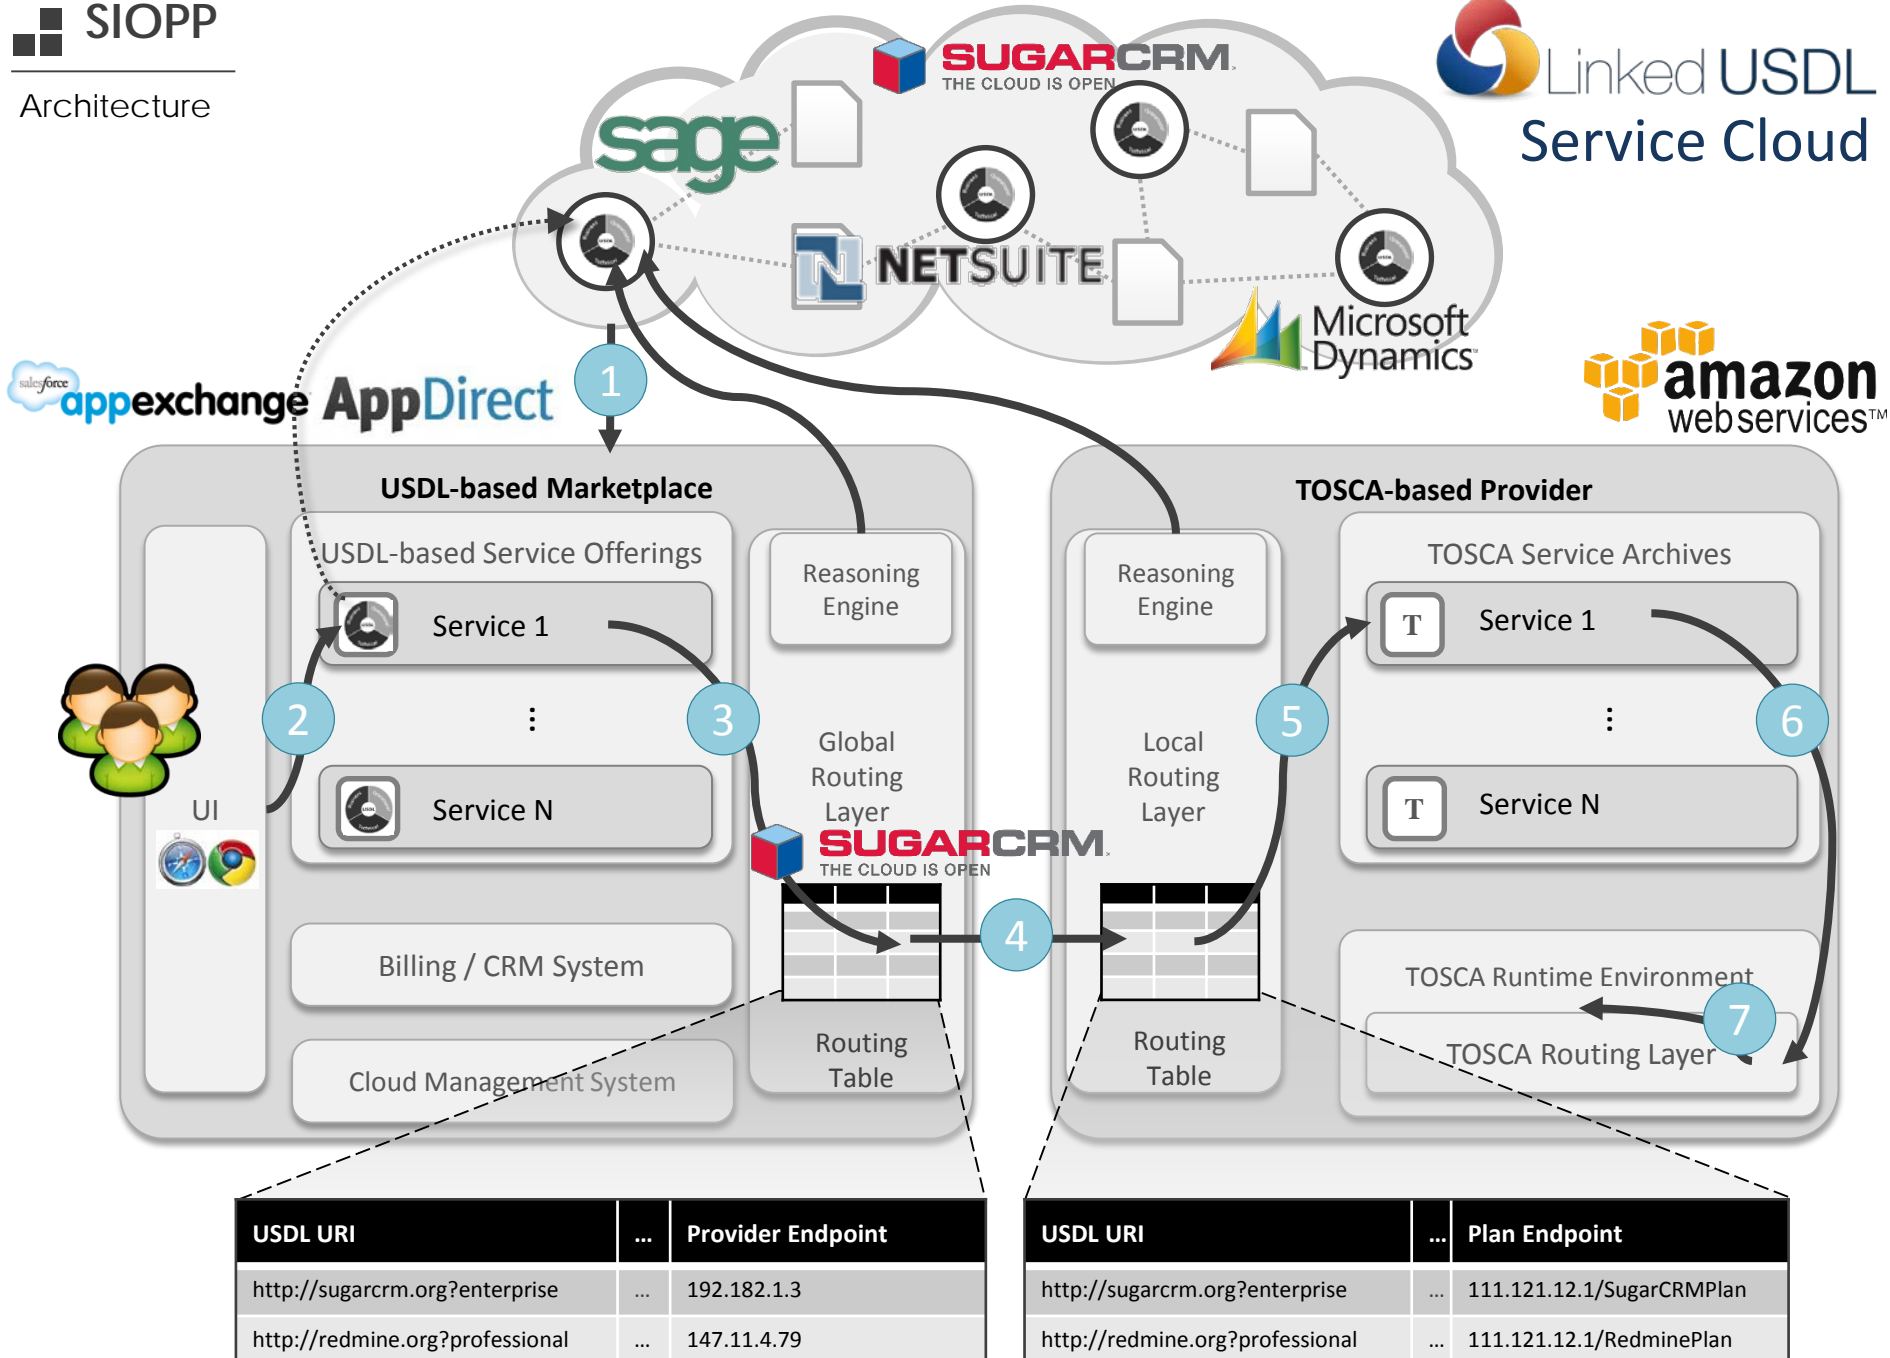 SIOPP
Architecture
SUGARCRM
THE CLOUD IS OPEN
Linked USDL
Service Cloud
sage
NETSUITE
Microsoft
Dynamics
salesforce
appexchange
AppDirect
1
amazon
webservices™
USDL-based Marketplace
USDL-based Service Offerings
Service 1
...
Service N
2
3
UI
Reasoning
Engine
Global
Routing
Layer
SUGARCRM
THE CLOUD IS OPEN
Billing / CRM System
Cloud Management System
Routing
Table
4
TOSCA-based Provider
Reasoning
Engine
Local
Routing
Layer
Routing
Table
5
TOSCA Service Archives
T Service 1
...
T Service N
6
TOSCA Runtime Environment
7
TOSCA Routing Layer
USDL URI ... Provider Endpoint
http://sugarcrm.org?enterprise ... 192.182.1.3
http://redmine.org?professional ... 147.11.4.79
USDL URI ... Plan Endpoint
http://sugarcrm.org?enterprise ... 111.121.12.1/SugarCRMPlan
http://redmine.org?professional ... 111.121.12.1/RedminePlan